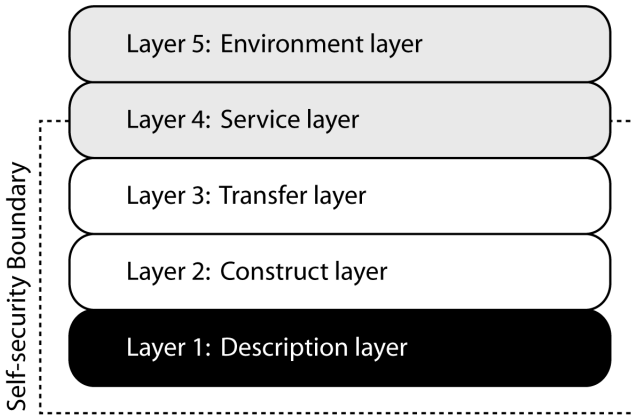 Layer 5: Environment layer
Layer 4: Service layer
Layer 3: Transfer layer
Layer 2: Construct layer
Layer 1: Description layer
Self-security Boundary